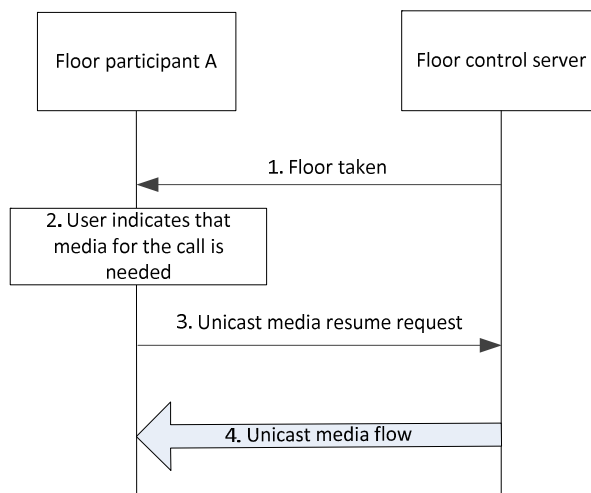 Floor participant A
Floor control server
1. Floor taken
2. User indicates that
media for the call is
needed
3. Unicast media resume request
4. Unicast media flow